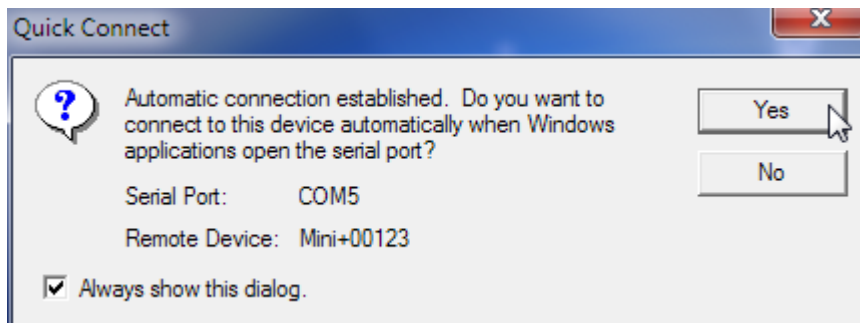 Quick Connect
Automatic connection established. Do you want to
connect to this device automatically when Windows
applications open the serial port?
Yes
No
Serial Port: COM5
Remote Device: Mini+00123
Always show this dialog.